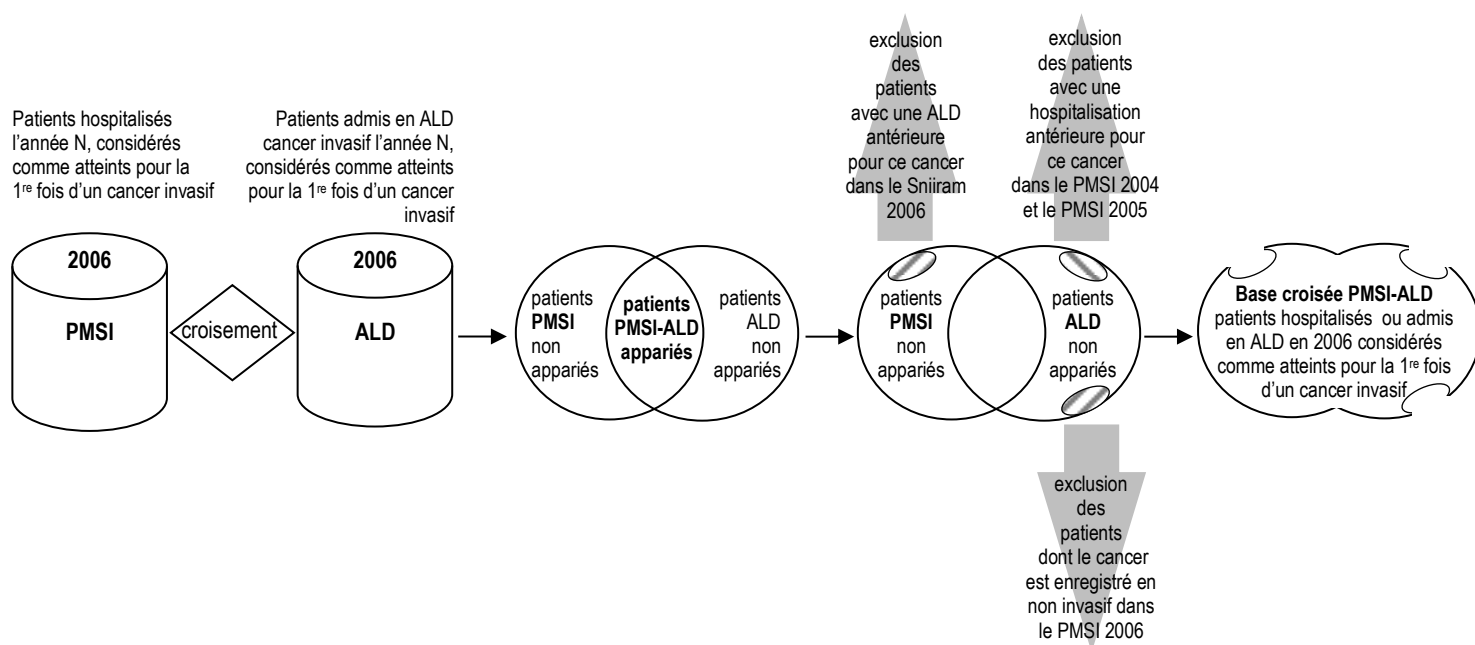 Patients hospitalisés
l'année N, considérés
comme atteints pour la
1re fois d'un cancer invasif
Patients admis en ALD
cancer invasif l'année N,
considérés comme atteints
pour la 1re fois d'un cancer
invasif
2006
PMSI
croisement
2006
ALD
patients
PMSI
non
appariés
patients
PMSI-ALD
appariés
patients
ALD
non
appariés
exclusion
des
patients
avec une ALD
antérieure
pour ce cancer
dans le Sniiram
2006
exclusion
des patients
avec une
hospitalisation
antérieure pour
ce cancer
dans le PMSI 2004
et le PMSI 2005
patients
PMSI
non
appariés
patients
ALD
non
appariés
exclusion
des
patients
dont le cancer
est enregistré en
non invasif dans
le PMSI 2006
Base croisée PMSI-ALD
patients hospitalisés ou admis
en ALD en 2006 considérés
comme atteints pour la 1re fois
d'un cancer invasif